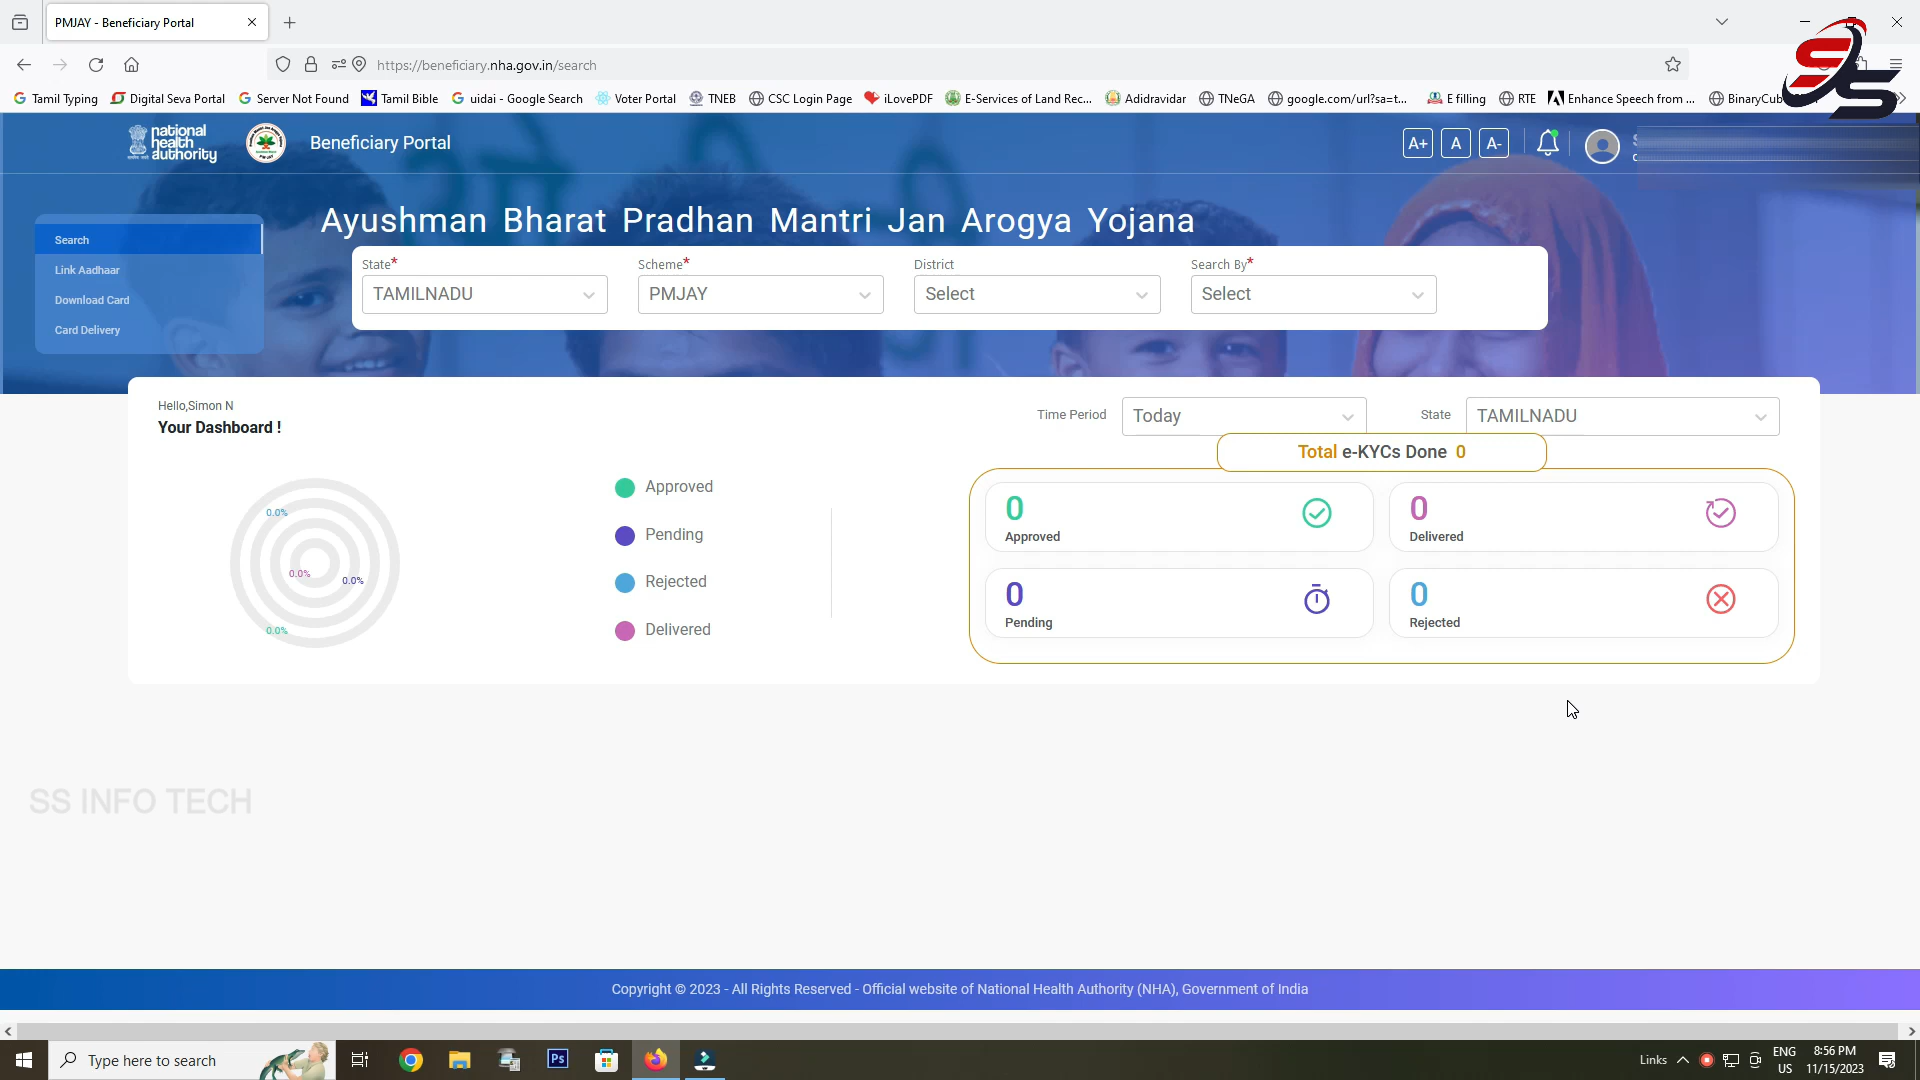 PMJAY - Beneficiary Portal
https://beneficiary.nha.gov.in/search
Tamil Typing
Digital Seva Portal
Server Not Found
Tamil Bible
uidai - Google Search
Voter Portal
TNEB
CSC Login Page
iLovePDF
E-Services of Land Rec...
Adidravidar
TNeGA
google.com/url?sa=t...
E filling
RTE
Enhance Speech from ...
SS
national
health
authority
PM-JAY
Beneficiary Portal
A+ A A-
Ayushman Bharat Pradhan Mantri Jan Arogya Yojana
Search
Link Aadhaar
Download Card
Card Delivery
State* Scheme* District Search By*
TAMILNADU PMJAY Select Select
Hello,Simon N
Your Dashboard !
Time Period Today State TAMILNADU
Total e-KYCs Done 0
0.0%
0.0%
0.0%
0.0%
Approved
Pending
Rejected
Delivered
0
Approved
0
Delivered
0
Pending
0
Rejected
SS INFO TECH
Copyright © 2023 - All Rights Reserved - Official website of National Health Authority (NHA), Government of India
Type here to search
Ps
Links
ENG
US
8:56 PM
11/15/2023